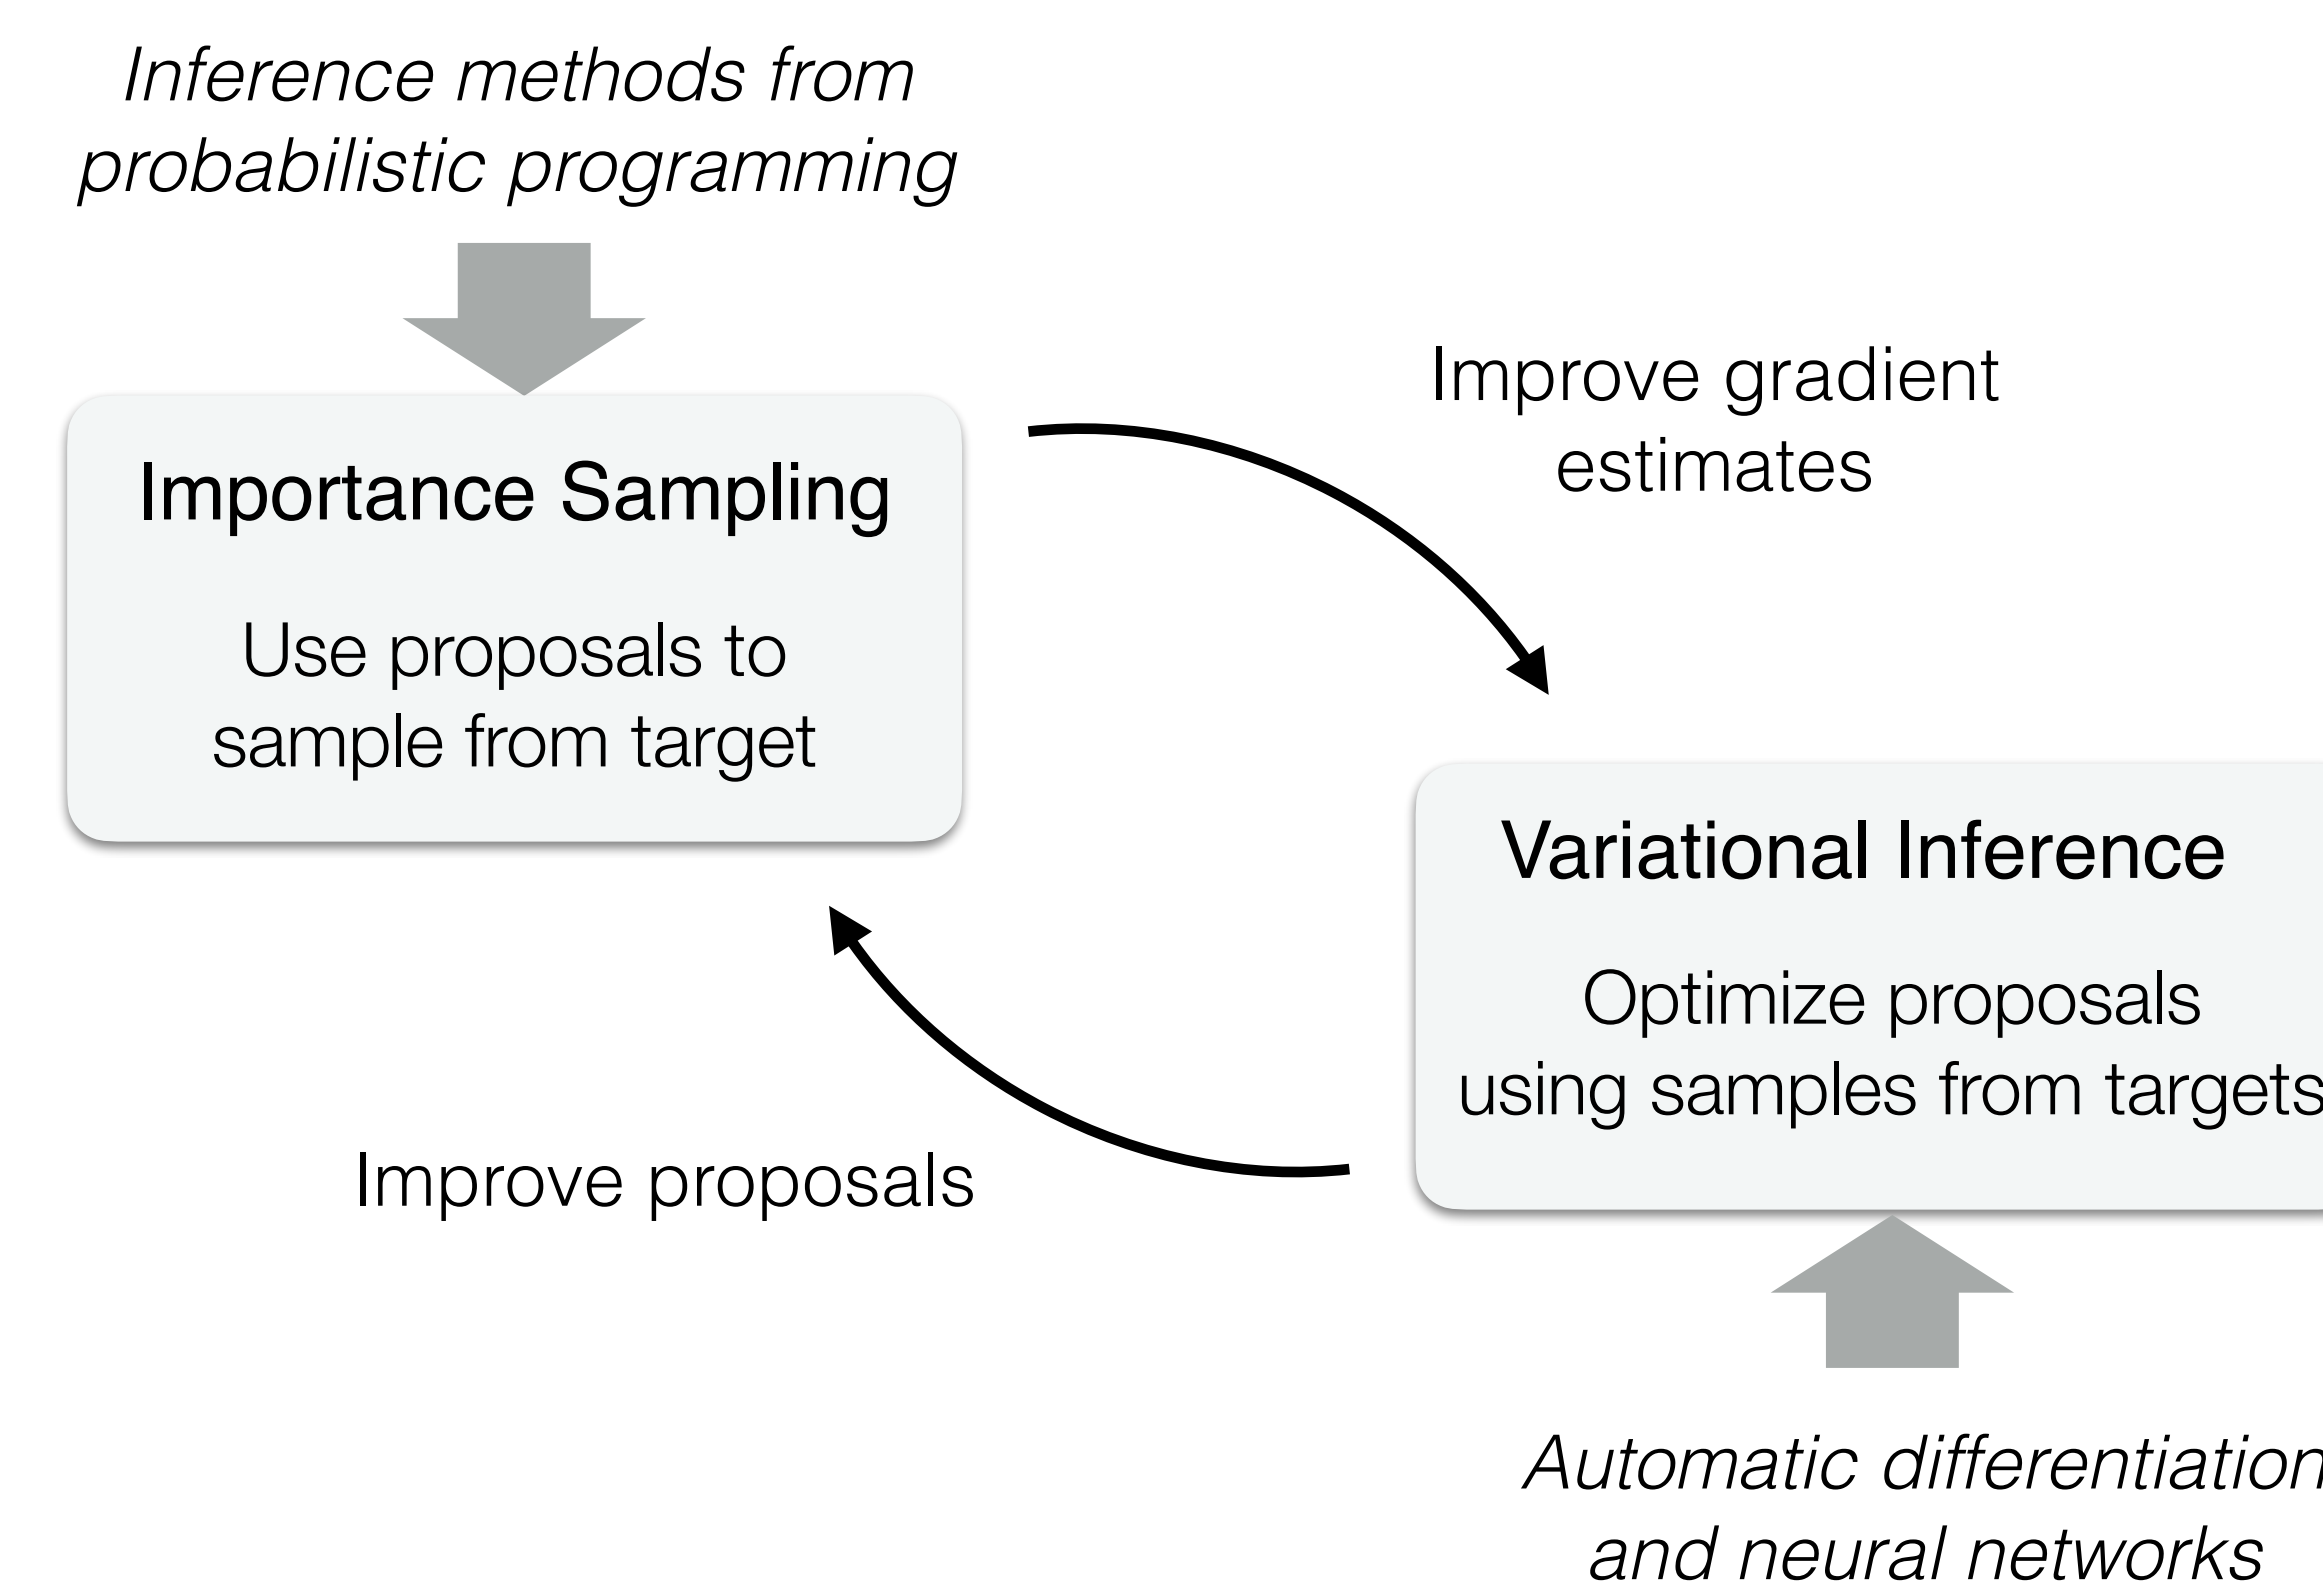 Inference methods from
probabilistic programming
Importance Sampling
Use proposals to
sample from target
Improve gradient
estimates
Variational Inference
Optimize proposals
using samples from targets
Improve proposals
Automatic differentiation
and neural networks